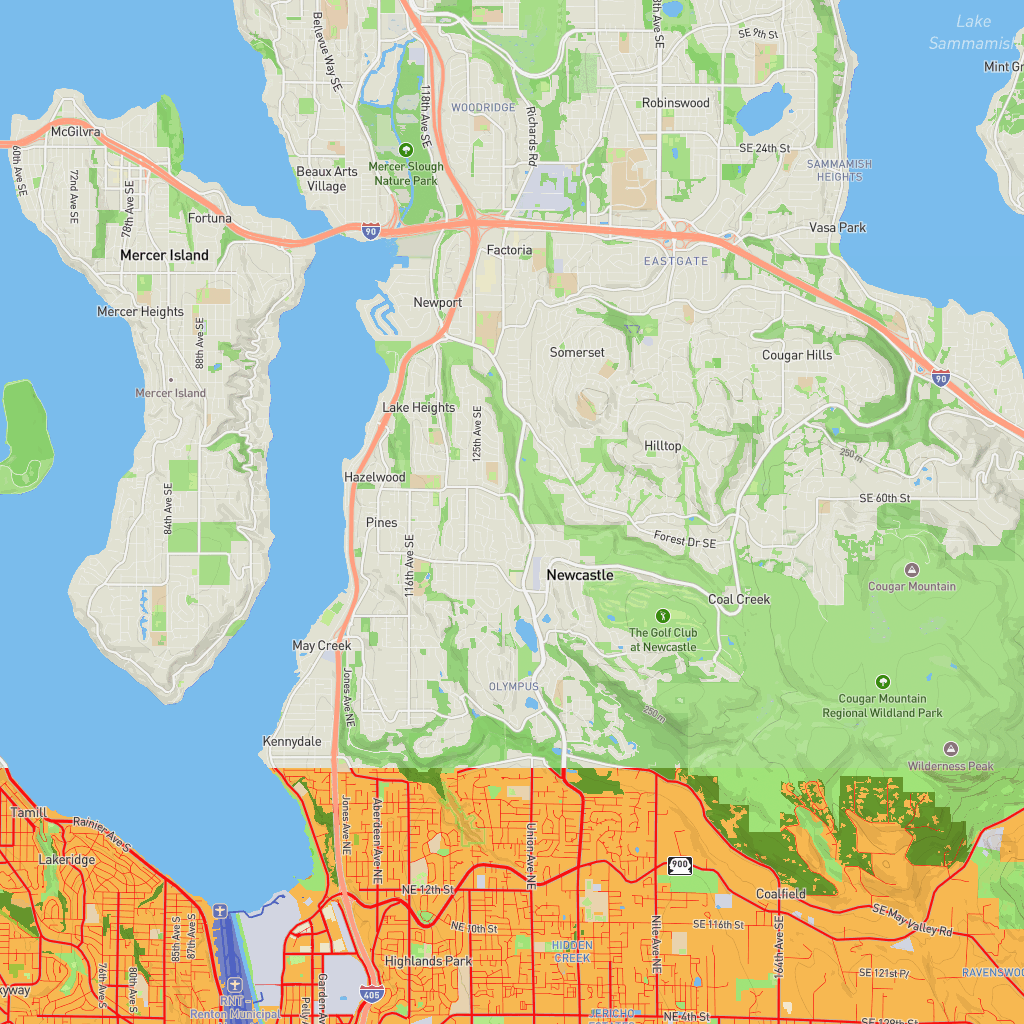 Lake
Sammamish
Mint Gr
Bellevue Way SE
SE 9th St
118th Ave SE
WOODRIDGE
Robinswood
Richards Rd
McGilvra
60th Ave SE
Mercer Slough
Nature Park
SE 24th St
Beaux Arts
Village
SAMMAMISH
HEIGHTS
72nd Ave SE
78th Ave SE
Fortuna
90
Vasa Park
Factoria
Mercer Island
EASTGATE
Newport
Mercer Heights
88th Ave SE
Somerset
Cougar Hills
Mercer Island
90
Lake Heights
125th Ave SE
Hilltop
250 m
Hazelwood
84th Ave SE
SE 60th St
Pines
Forest Dr SE
116th Ave SE
Newcastle
Cougar Mountain
Coal Creek
The Golf Club
at Newcastle
May Creek
Jones Ave NE
OLYMPUS
Cougar Mountain
Regional Wildland Park
250 m
Kennydale
Wilderness Peak
Tamill
Rainier Ave S
Jones Ave NE
Aberdeen Ave NE
Union Ave NE
Lakeridge
900
NE 12th St
Coalfield
85th Ave S
87th Ave S
NE 10th St
SE 116th St
SE May Valley Rd
Nile Ave NE
164th Ave SE
HIDDEN
CREEK
Highlands Park
76th Ave S
80th Ave S
SE 121st Pl
RAVENSWOO
kyway
405
Garden Av
RNT -
Renton Municipal
NE 4th St
JERICHO
SE 128th St